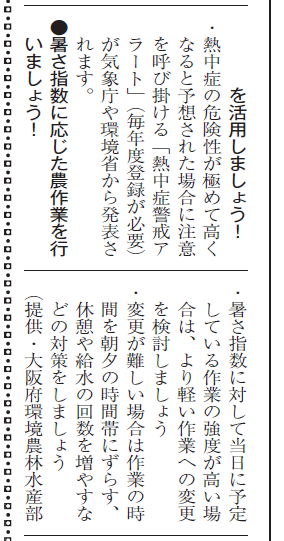 を活用しましょう！
・熱中症の危険性が極めて高く
なると予想された場合に注意
を呼び掛ける「熱中症警戒ア
ラート」（毎年度登録が必要）
が気象庁や環境省から発表さ
れます。
●暑さ指数に応じた農作業を行
いましょう！
・暑さ指数に対して当日に予定
している作業の強度が高い場
合は、より軽い作業への変更
を検討しましょう
・変更が難しい場合は作業の時
間を朝夕の時間帯にずらす、
休憩や給水の回数を増やすな
どの対策をしましょう
（提供・大阪府環境農林水産部